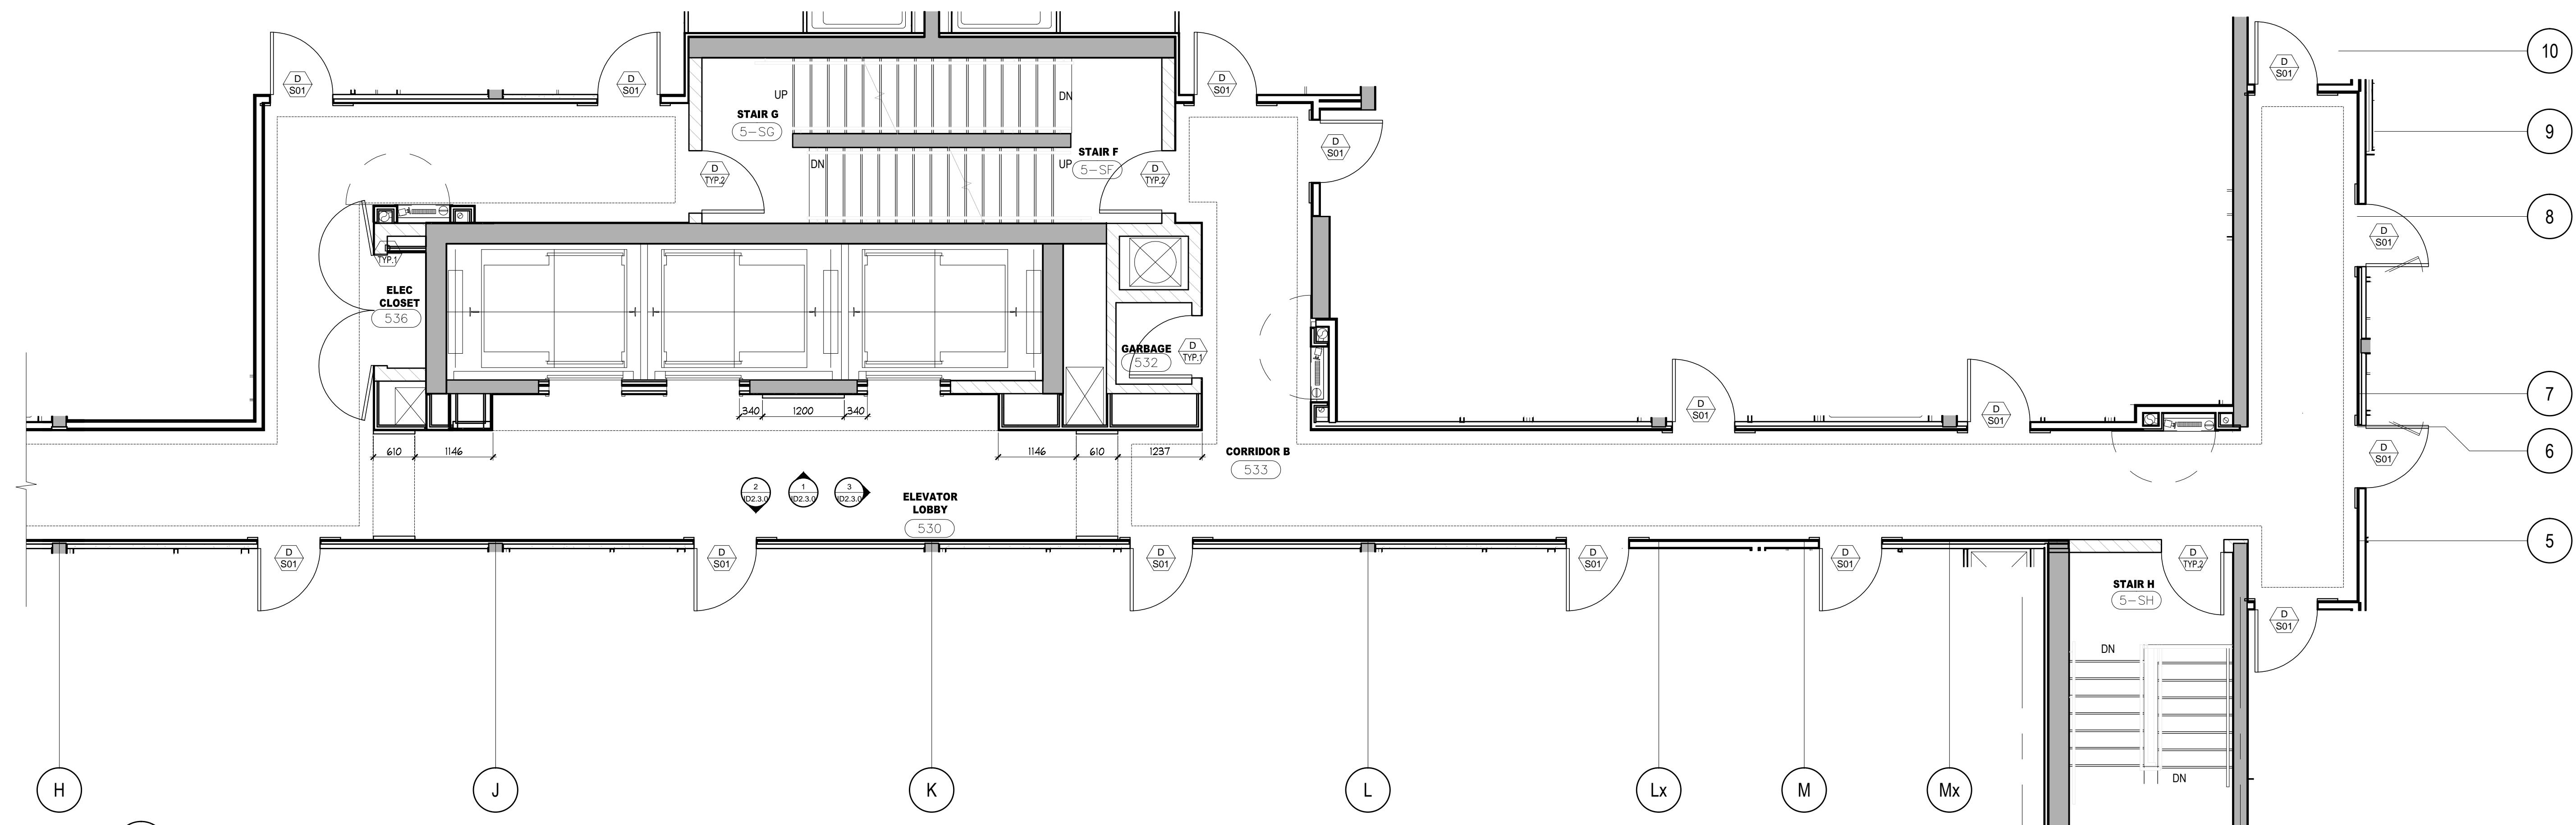 D
S01
D
S01
D
S01
D
S01
10
UP
DN
STAIR G
5-SG
9
D
S01
STAIR F
5-SF
DN
UP
D
TYP.2
D
TYP.2
8
D
S01
TYP.1
ELEC
CLOSET
536
GARBAGE
532
D
TYP.1
7
340
1200
340
D
S01
D
S01
610
1146
1146
610
1237
CORRIDOR B
533
6
D
S01
2
ID2.3.0
1
ID2.3.0
3
ID2.3.0
ELEVATOR
LOBBY
530
5
D
S01
D
S01
D
S01
D
S01
D
S01
D
TYP.2
STAIR H
5-SH
D
S01
DN
DN
H
J
K
L
Lx
M
Mx